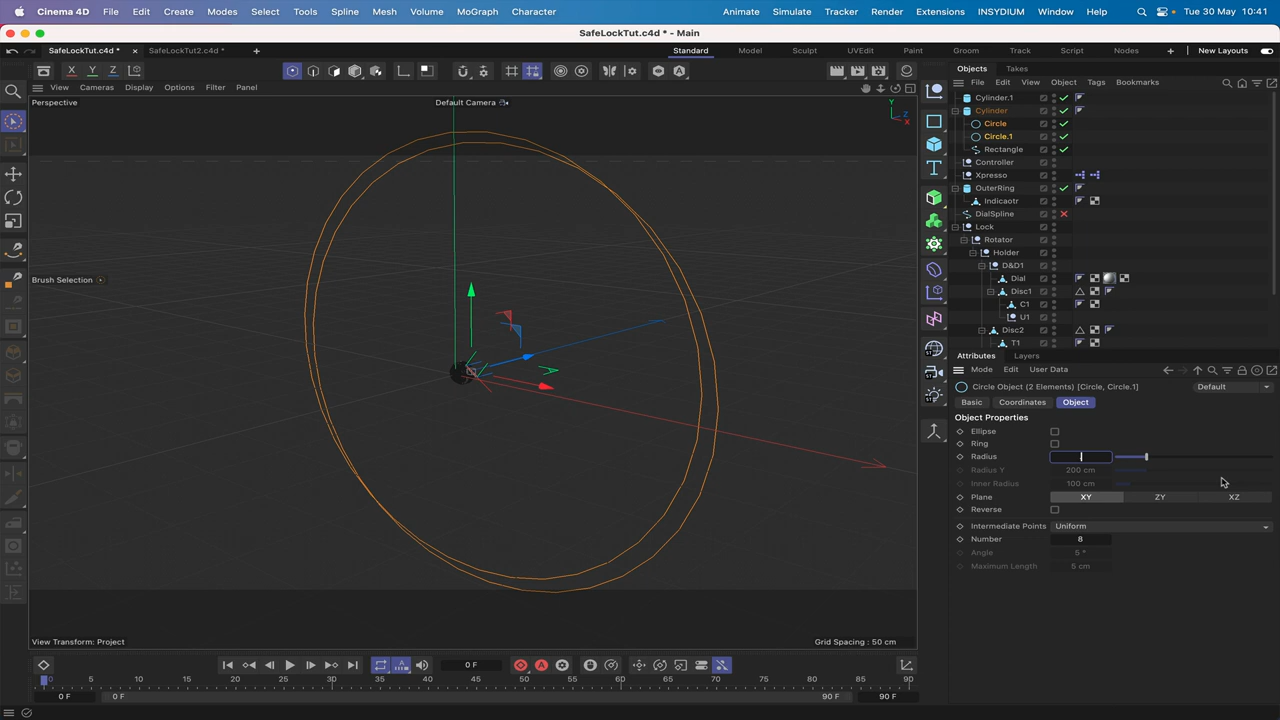 Cinema 4D File Edit Create Modes Select Tools Spline Mesh Volume MoGraph Character Animate Simulate Tracker Render Extensions INSYDIUM Window Help Tue 30 May 10:41
SafeLockTut.c4d * - Main
SafeLockTut.c4d * × SafeLockTut2.c4d * + Standard Model Sculpt UVEdit Paint Groom Track Script Nodes + New Layouts
X Y Z
Objects Takes
View Cameras Display Options Filter Panel
File Edit View Object Tags Bookmarks
Perspective
Default Camera
Y
Z
X
Cylinder.1
Cylinder
Circle
Circle.1
Rectangle
Controller
Xpresso
OuterRing
Indicaotr
DialSpline
Lock
Rotator
Holder
D&D1
Dial
Disc1
C1
U1
Disc2
T1
Brush Selection
Attributes Layers
Mode Edit User Data
Circle Object (2 Elements) [Circle, Circle.1] Default
Basic Coordinates Object
Object Properties
Ellipse
Ring
Radius
Radius Y 200 cm
Inner Radius 100 cm
Plane XY ZY XZ
Reverse
Intermediate Points Uniform
Number 8
Angle 5 °
Maximum Length 5 cm
View Transform: Project
Grid Spacing : 50 cm
0 F
0 5 10 15 20 25 30 35 40 45 50 55 60 65 70 75 80 85 90
0 F 0 F 90 F 90 F